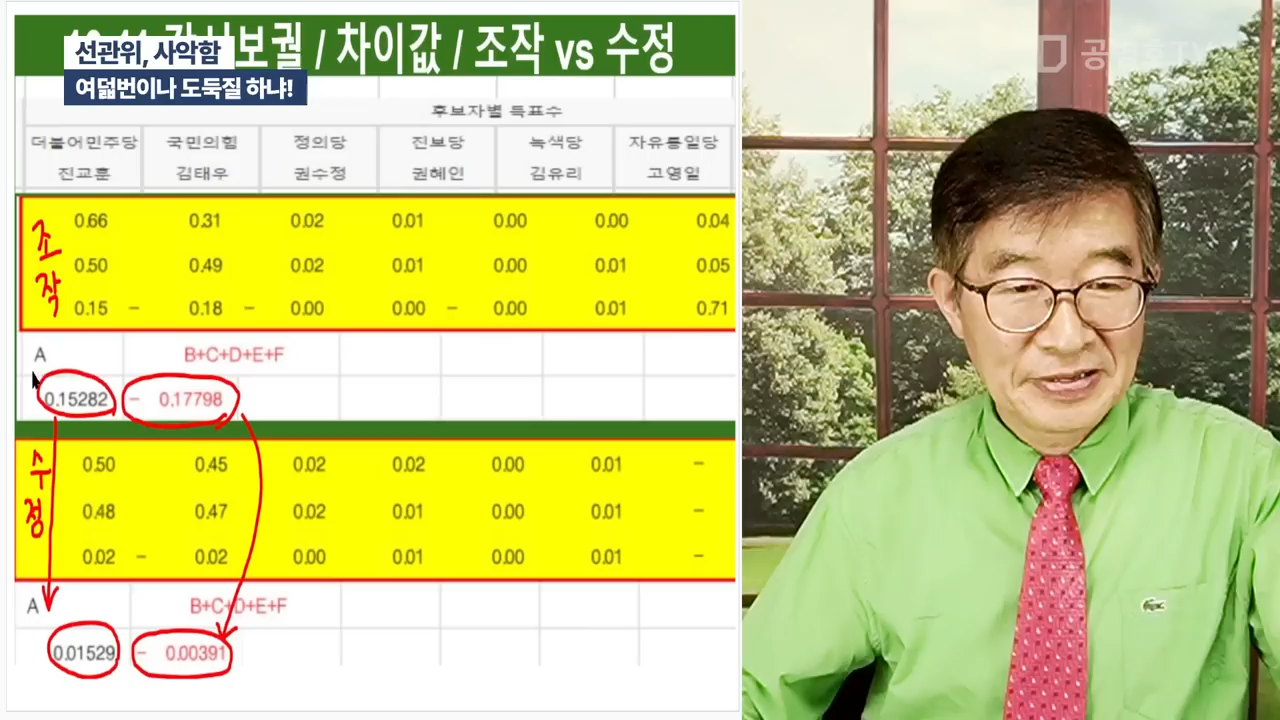 보궐 / 차이값 / 조작 vs 수정
선관위, 사악함
여덟번이나 도둑질 하냐!
공병호TV
후보자별 득표수
더불어민주당 국민의힘 정의당 진보당 녹색당 자유통일당
진교훈 김태우 권수정 권혜인 김유리 고영일
조작
0.66 0.31 0.02 0.01 0.00 0.00 0.04
0.50 0.49 0.02 0.01 0.00 0.01 0.05
0.15 - 0.18 - 0.00 0.00 - 0.00 0.01 0.71
A B+C+D+E+F
0.15282 - 0.17798
수정
0.50 0.45 0.02 0.02 0.00 0.01 -
0.48 0.47 0.02 0.01 0.00 0.01 -
0.02 - 0.02 0.00 0.01 0.00 0.01 -
A B+C+D+E+F
0.01529 - 0.00391